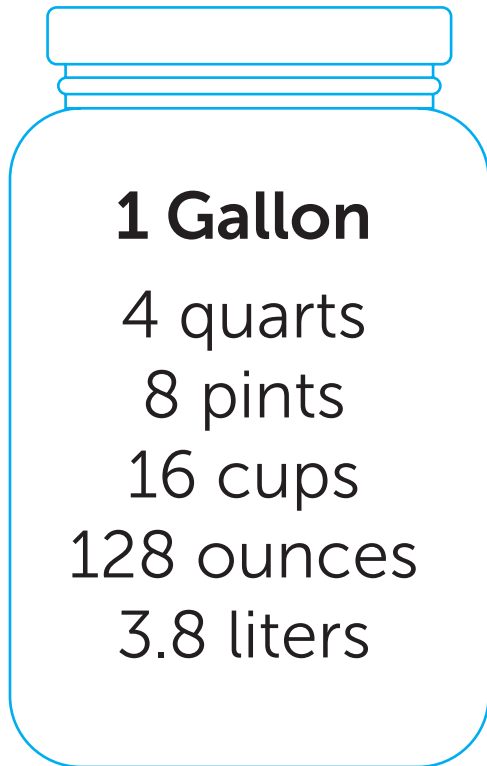 1 Gallon
4 quarts
8 pints
16 cups
128 ounces
3.8 liters